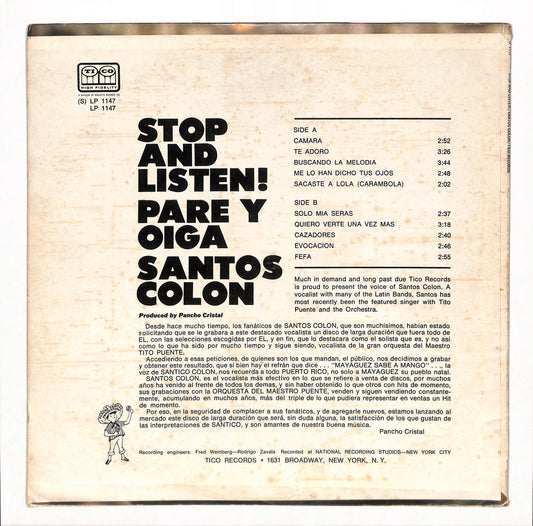 TICO
HIGH FIDELITY
(S) LP 1147
LP 1147
STOP
AND
LISTEN!
PARE Y
OIGA
SANTOS
COLON
Produced by Pancho Cristal
SIDE A
CAMARA 2:52
TE ADORO 3:26
BUSCANDO LA MELODIA 3:44
ME LO HAN DICHO TUS OJOS 2:48
SACASTE A LOLA (CARAMBOLA) 2:02
SIDE B
SOLO MIA SERAS 2:37
QUIERO VERTE UNA VEZ MAS 3:18
CAZADORES 2:40
EVOCACION 2:46
FEFA 2:55
Much in demand and long past due Tico Records
is proud to present the voice of Santos Colon. A
vocalist with many of the Latin Bands, Santos has
most recently been the featured singer with Tito
Puente and the Orchestra.
Desde hace mucho tiempo, los fanáticos de SANTOS COLON, que son muchísimos, habían estado
solicitando que se le grabara a este destacado vocalista un disco de larga duración que fuera todo de
EL, con las selecciones escogidas por EL, y en fin, que lo destacara como el solista que es, y no así
como lo que ha sido por mucho tiempo y sigue siendo, vocalista de la gran orquesta del Maestro
TITO PUENTE.
Accediendo a esas peticiones, de quienes son los que mandan, el público, nos decidimos a grabar
y obtener este resultado, que si bien hay el refrán que dice . . . "MAYAGUEZ SABE A MANGO" . . ., la
voz de SANTICO COLON, nos recuerda a todo PUERTO RICO, no solo a MAYAGUEZ su pueblo natal.
SANTOS COLON, es el vocalista más efectivo en lo que se refiere a venta de discos, por muchos
años ha venido al frente de todos los demás, y sin haber obtenido lo que otros con hits de momento,
sus grabaciones con la ORQUESTA DEL MAESTRO PUENTE, venden y siguen vendiendo constante-
mente, acumulando en muchos años, más del triple de lo que pudiera representar en ventas un Hit
de momento.
Por eso, en la seguridad de complacer a sus fanáticos, y de agregarle nuevos, estamos lanzando al
mercado este disco de larga duración que será, sin duda alguna, la satisfacción de los que gustan de
las interpretaciones de SANTICO, y son amantes de nuestra buena música.
Pancho Cristal
Recording engineers: Fred Weinberg—Rodrigo Zavala Recorded at NATIONAL RECORDING STUDIOS—NEW YORK CITY
TICO RECORDS • 1631 BROADWAY, NEW YORK, N. Y.